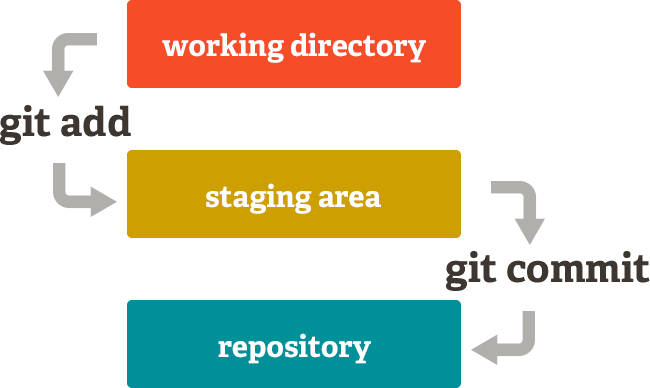 working directory
git add
staging area
git commit
repository